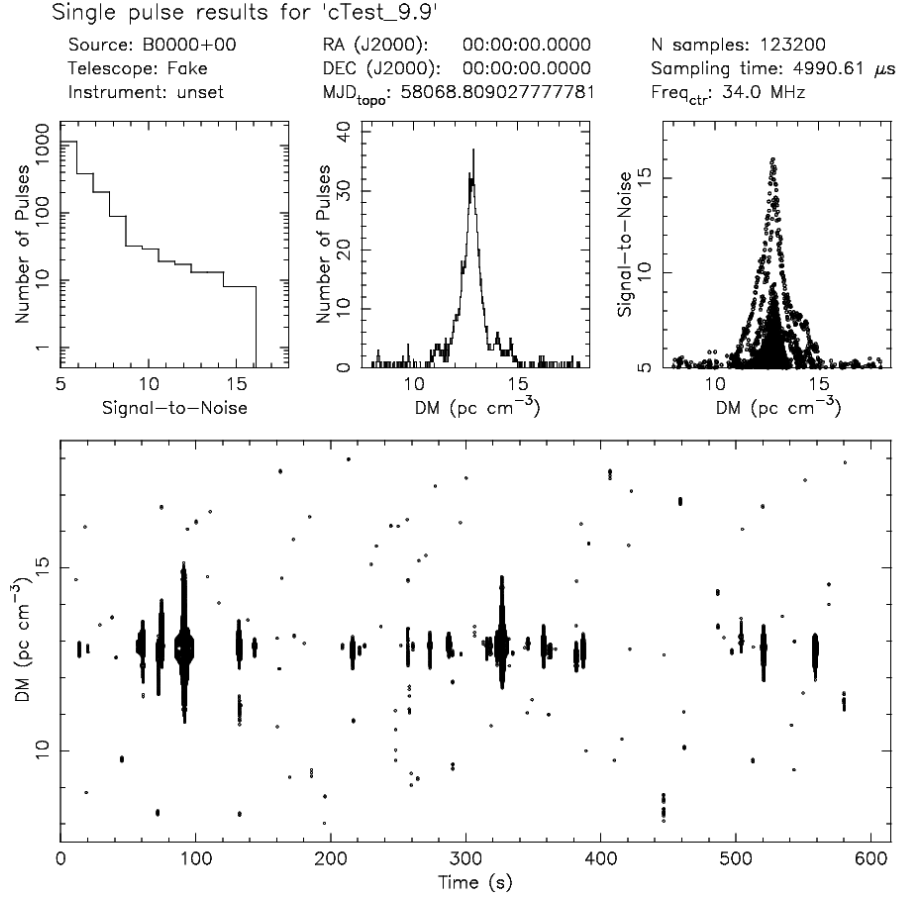 Single pulse results for 'cTest_9.9'
Source: B0000+00 RA (J2000): 00:00:00.0000 N samples: 123200
Telescope: Fake DEC (J2000): 00:00:00.0000 Sampling time: 4990.61 μs
Instrument: unset MJD_topo: 58068.809027777781 Freq_ctr: 34.0 MHz
Number of Pulses
1 10 100 1000
5 10 15
Signal-to-Noise
Number of Pulses
0 10 20 30 40
10 15
DM (pc cm⁻³)
Signal-to-Noise
5 10 15
10 15
DM (pc cm⁻³)
DM (pc cm⁻³)
10 15
0 100 200 300 400 500 600
Time (s)